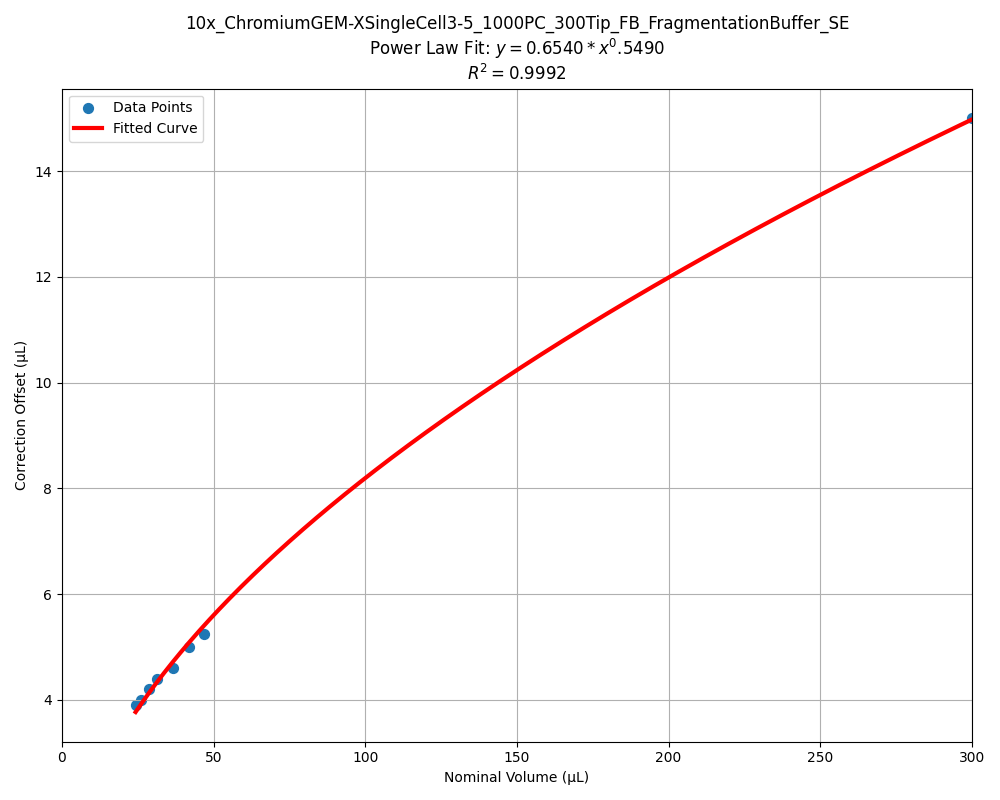 10x_ChromiumGEM-XSingleCell3-5_1000PC_300Tip_FB_FragmentationBuffer_SE
Power Law Fit: y = 0.6540 * x^0.5490
R² = 0.9992
Data Points
Fitted Curve
Correction Offset (µL)
14
12
10
8
6
4
0 50 100 150 200 250 300
Nominal Volume (µL)